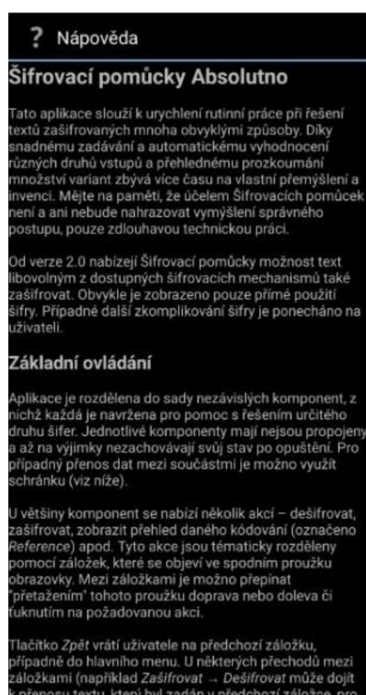 ? Nápověda
Šifrovací pomůcky Absolutno
Tato aplikace slouží k urychlení rutinní práce při řešení
textů zašifrovaných mnoha obvyklými způsoby. Díky
snadnému zadávání a automatickému vyhodnocení
různých druhů vstupů a přehlednému prozkoumání
množství variant zbývá více času na vlastní přemýšlení a
invenci. Mějte na paměti, že účelem Šifrovacích pomůcek
není a ani nebude nahrazovat vymýšlení správného
postupu, pouze zdlouhavou technickou práci.
Od verze 2.0 nabízejí Šifrovací pomůcky možnost text
libovolným z dostupných šifrovacích mechanismů také
zašifrovat. Obvykle je zobrazeno pouze přímé použití
šifry. Případné další zkomplikování šifry je ponecháno na
uživateli.
Základní ovládání
Aplikace je rozdělena do sady nezávislých komponent, z
nichž každá je navržena pro pomoc s řešením určitého
druhu šifer. Jednotlivé komponenty mají nejsou propojeny
a až na výjimky nezachovávají svůj stav po opuštění. Pro
případný přenos dat mezi součástmi je možno využít
schránku (viz níže).
U většiny komponent se nabízí několik akcí – dešifrovat,
zašifrovat, zobrazit přehled daného kódování (označeno
Reference) apod. Tyto akce jsou tématicky rozděleny
pomocí záložek, které se objeví ve spodním proužku
obrazovky. Mezi záložkami je možno přepínat
"přetažením" tohoto proužku doprava nebo doleva či
ťuknutím na požadovanou akci.
Tlačítko Zpět vrátí uživatele na předchozí záložku,
případně do hlavního menu. U některých přechodů mezi
záložkami (například Zašifrovat → Dešifrovat může dojít
k přenosu textu, který byl zadán v předchozí záložce, pro